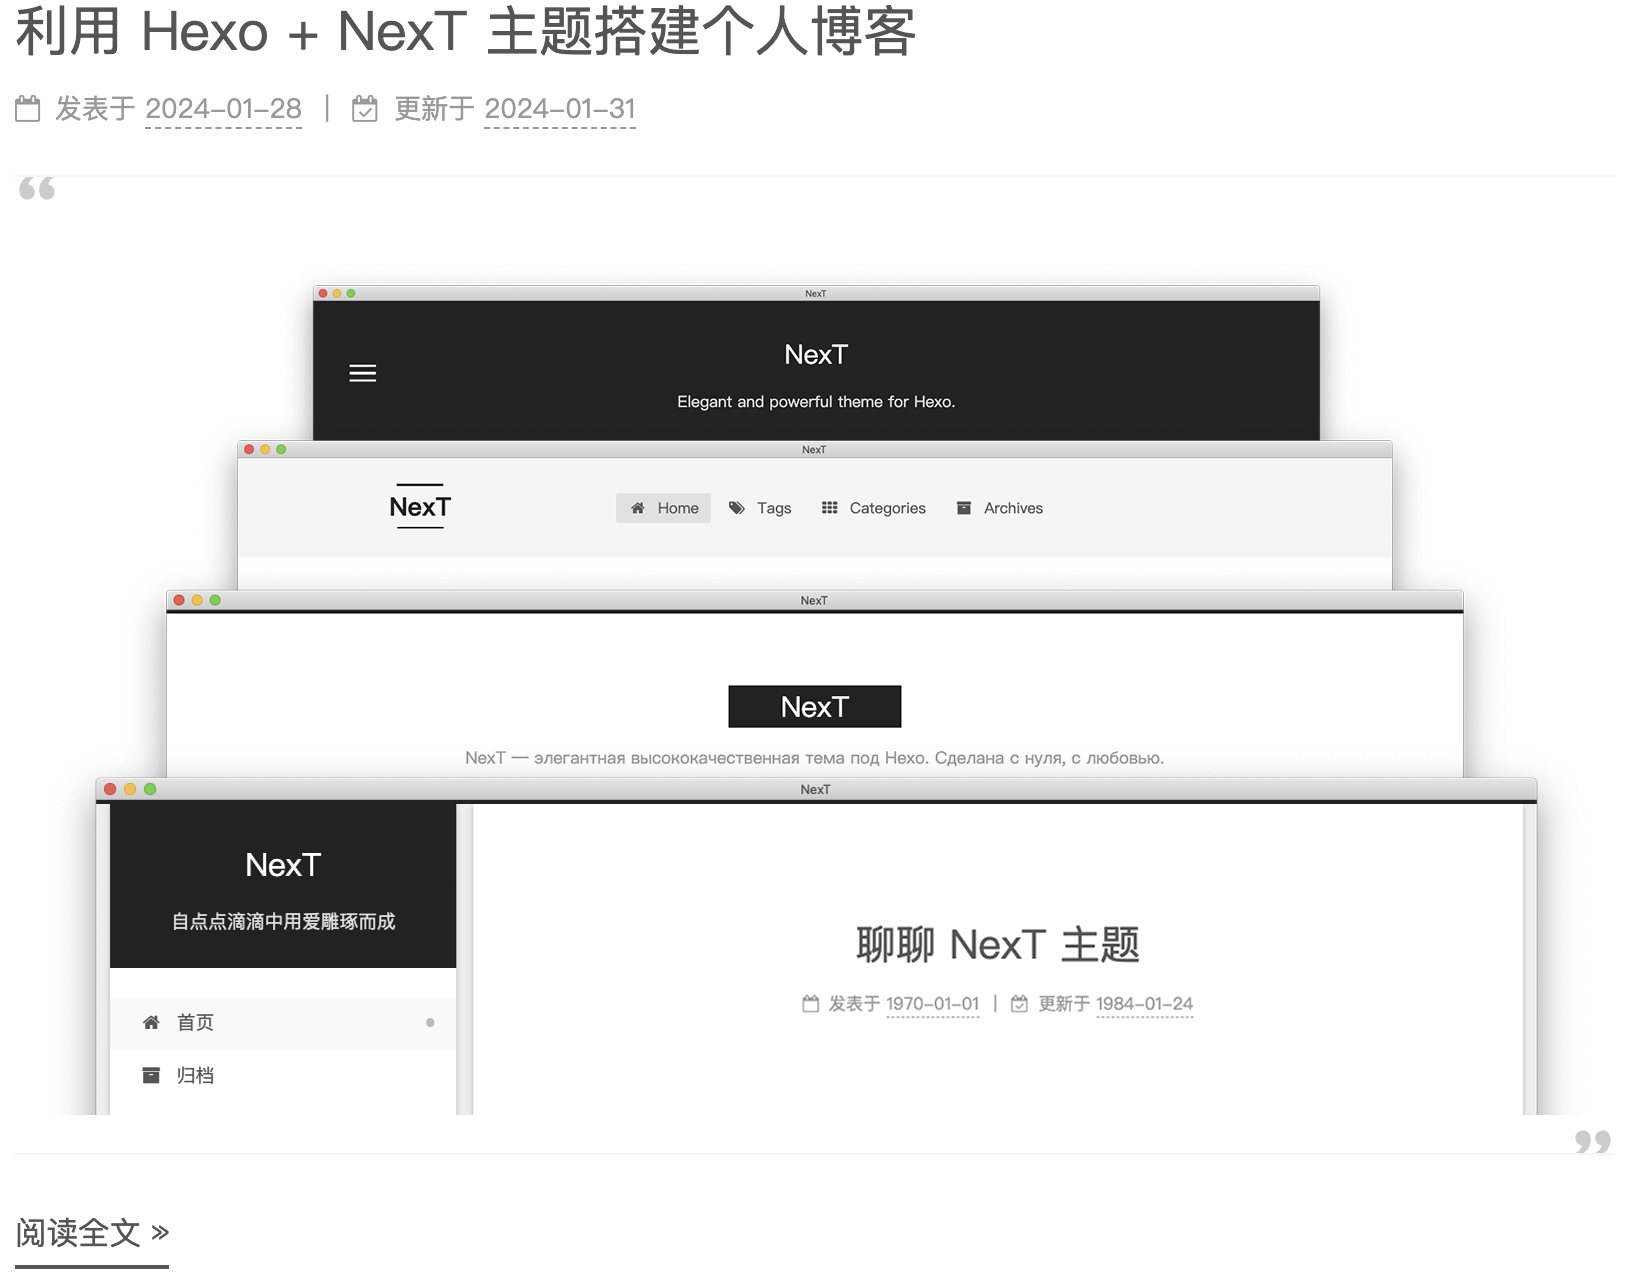 利用 Hexo + NexT 主题搭建个人博客
发表于 2024-01-28 | 更新于 2024-01-31
“
NexT
NexT
Elegant and powerful theme for Hexo.
NexT
NexT Home Tags Categories Archives
NexT
NexT
NexT — элегантная высококачественная тема под Hexo. Сделана с нуля, с любовью.
NexT
NexT
自点点滴滴中用爱雕琢而成
首页
归档
聊聊 NexT 主题
发表于 1970-01-01 | 更新于 1984-01-24
”
阅读全文 »